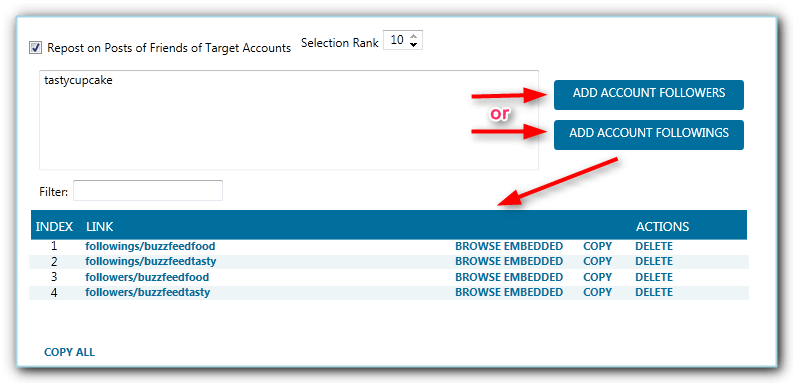 Repost on Posts of Friends of Target Accounts Selection Rank 10
tastycupcake
ADD ACCOUNT FOLLOWERS
or
ADD ACCOUNT FOLLOWINGS
Filter:
INDEX LINK ACTIONS
1 followings/buzzfeedfood BROWSE EMBEDDED COPY DELETE
2 followings/buzzfeedtasty BROWSE EMBEDDED COPY DELETE
3 followers/buzzfeedfood BROWSE EMBEDDED COPY DELETE
4 followers/buzzfeedtasty BROWSE EMBEDDED COPY DELETE
COPY ALL